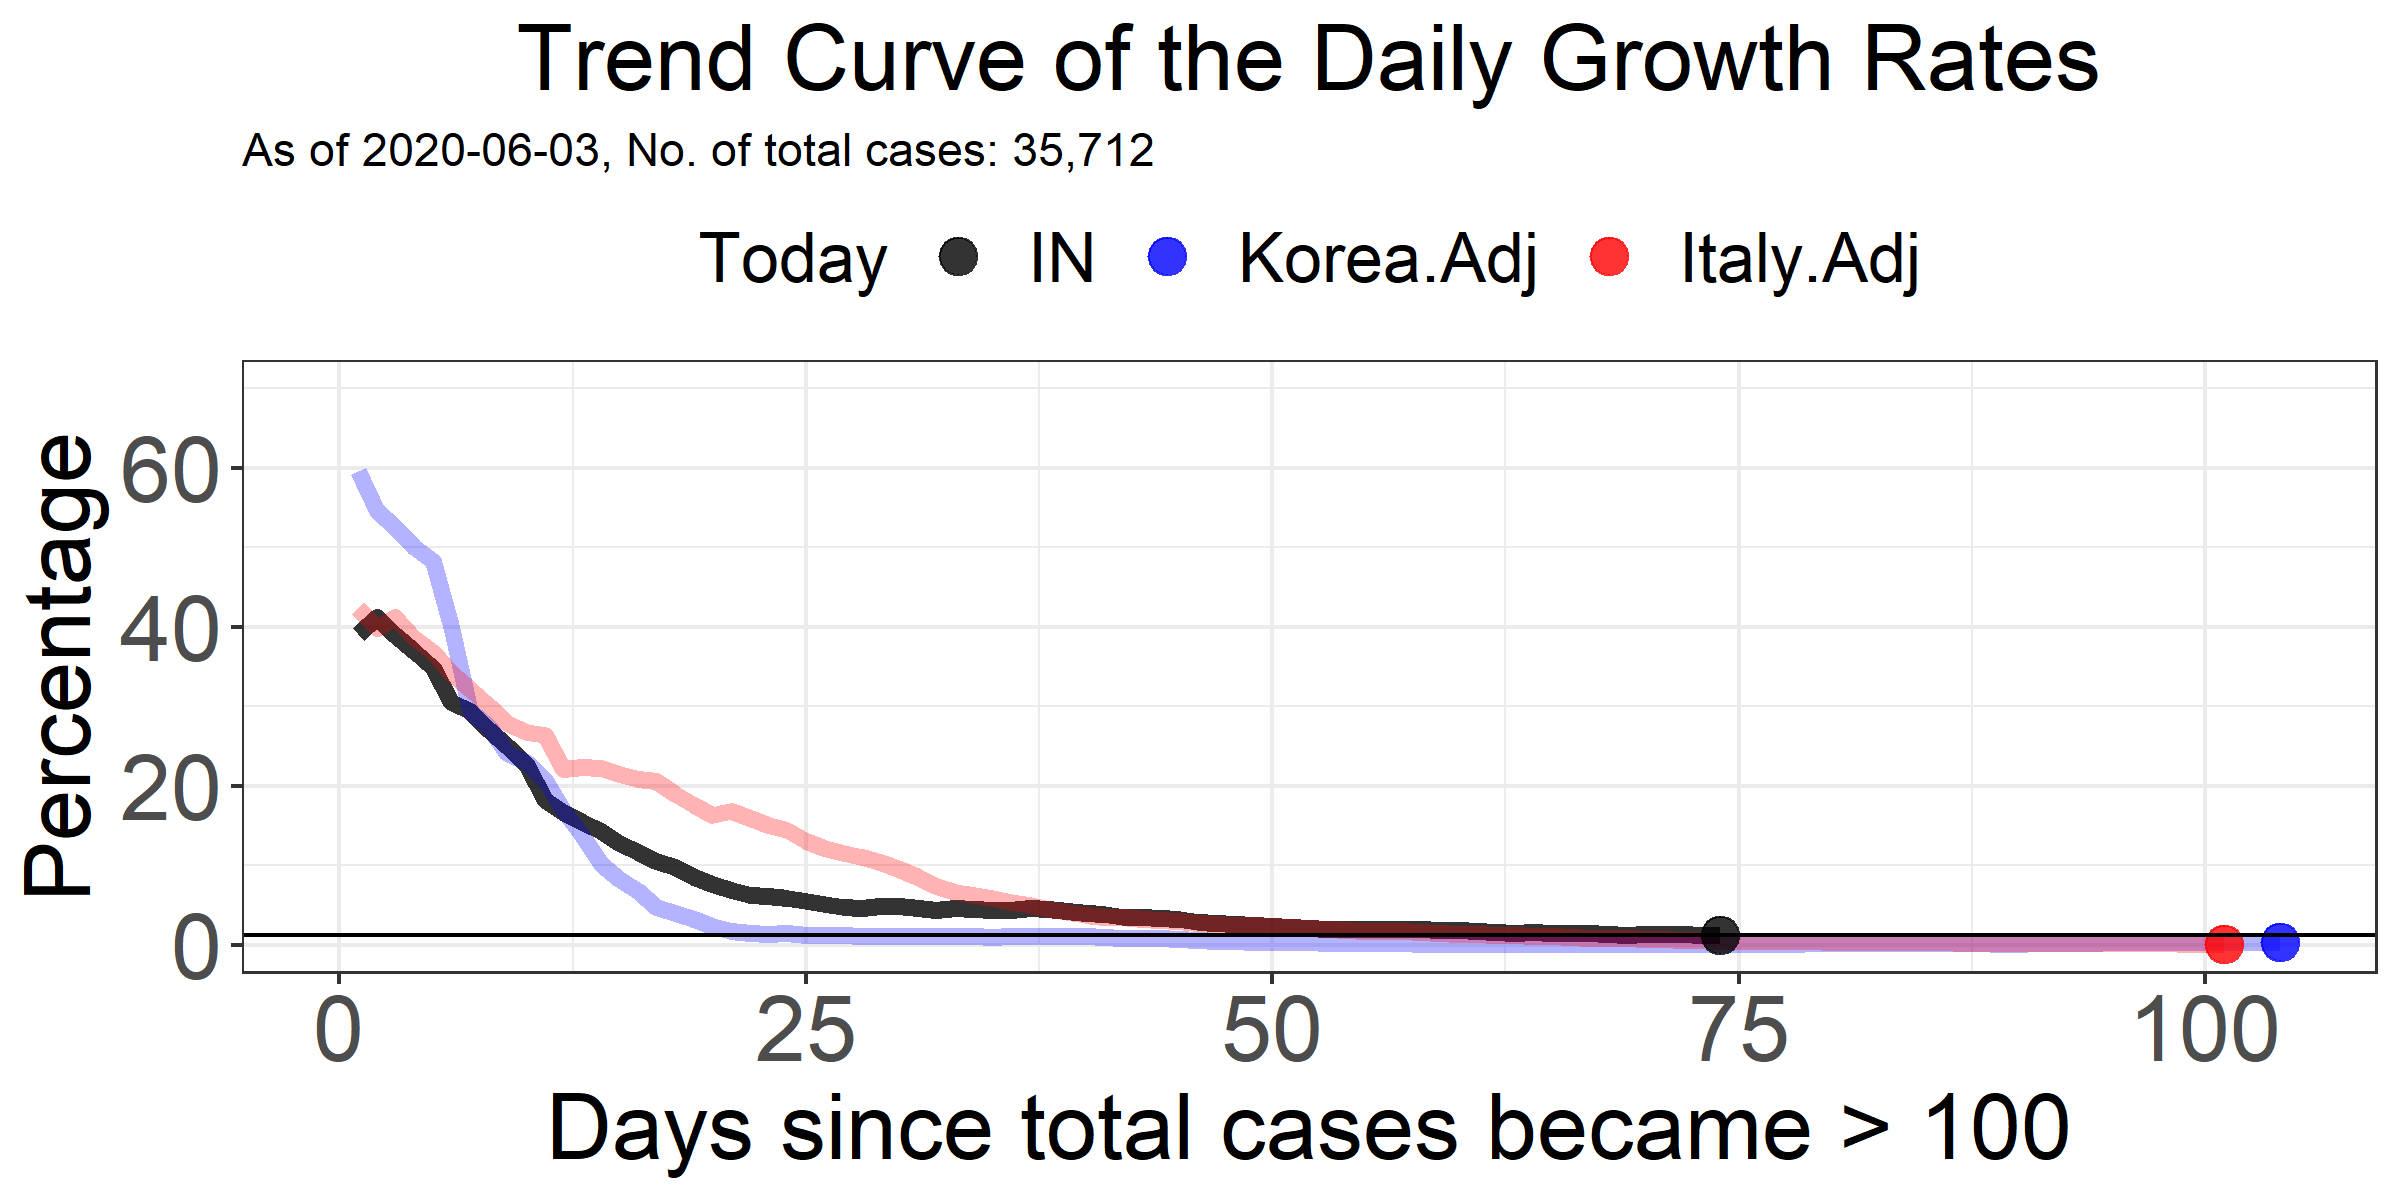 Trend Curve of the Daily Growth Rates
As of 2020-06-03, No. of total cases: 35,712
Today IN Korea.Adj Italy.Adj
Percentage
60
40
20
0
0 25 50 75 100
Days since total cases became > 100